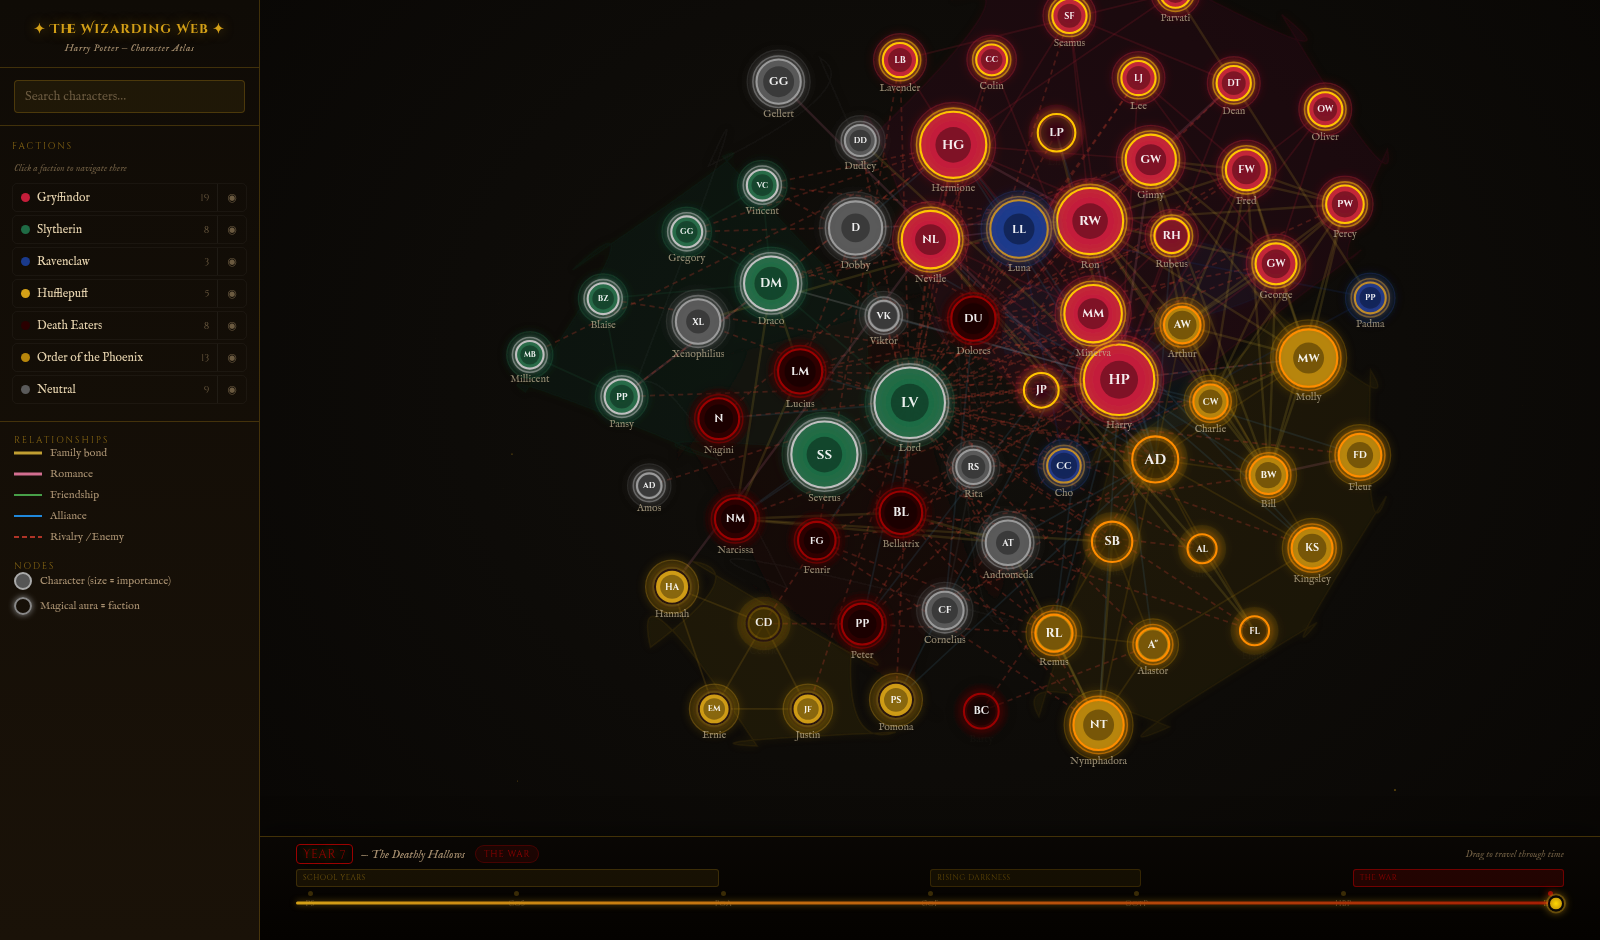 ✦ THE WIZARDING WEB ✦
Harry Potter — Character Atlas
Search characters...
FACTIONS
Click a faction to navigate there
Gryffindor 19
Slytherin 8
Ravenclaw 3
Hufflepuff 5
Death Eaters 8
Order of the Phoenix 13
Neutral 9
RELATIONSHIPS
Family bond
Romance
Friendship
Alliance
Rivalry / Enemy
NODES
Character (size = importance)
Magical aura = faction
Parvati
SF
Seamus
LB
Lavender
CC
Colin
GG
Gellert
LJ
Lee
DT
Dean
OW
Oliver
DD
Dudley
HG
Hermione
LP
GW
Ginny
FW
Fred
VC
Vincent
PW
Percy
GG
Gregory
D
Dobby
NL
Neville
LL
Luna
RW
Ron
RH
Rubeus
GW
George
DM
Draco
BZ
Blaise
PP
Padma
XL
Xenophilius
VK
Viktor
DU
Dolores
MM
Minerva
AW
Arthur
MB
Millicent
MW
Molly
LM
Lucius
HP
Harry
JP
PP
Pansy
LV
Lord
CW
Charlie
N
Nagini
SS
Severus
RS
Rita
CC
Cho
AD
BW
Bill
FD
Fleur
AD
Amos
NM
Narcissa
BL
Bellatrix
FG
Fenrir
AT
Andromeda
SB
AL
KS
Kingsley
HA
Hannah
CD
PP
Peter
CF
Cornelius
RL
Remus
A"
Alastor
FL
EM
Ernie
JF
Justin
PS
Pomona
BC
NT
Nymphadora
YEAR 7 — The Deathly Hallows THE WAR
Drag to travel through time
SCHOOL YEARS
RISING DARKNESS
THE WAR